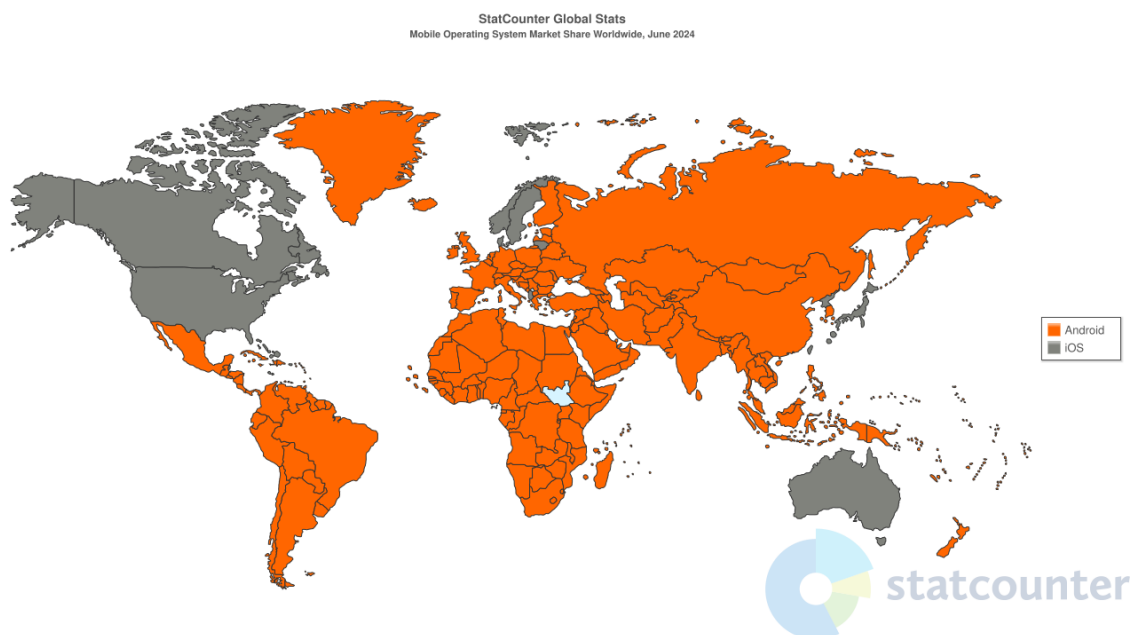 StatCounter Global Stats
Mobile Operating System Market Share Worldwide, June 2024
Android
iOS
statcounter